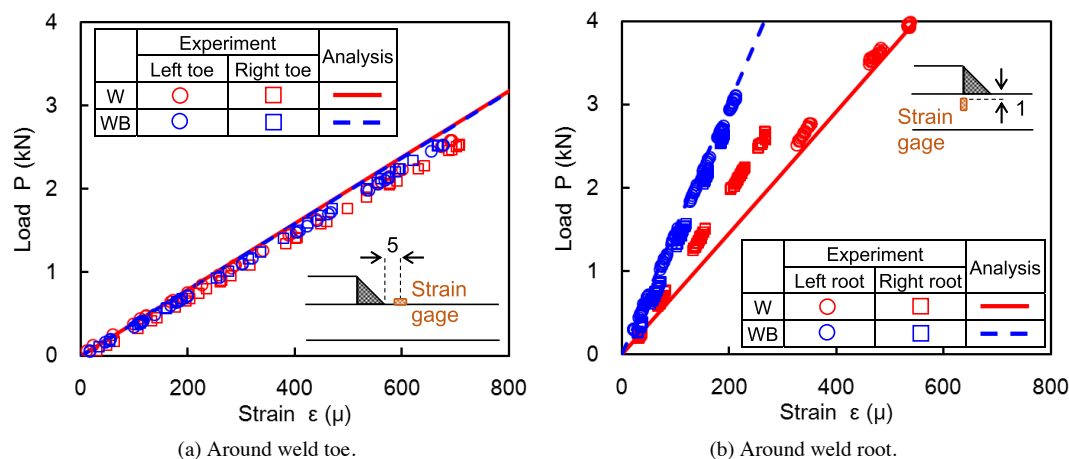 4
3
2
1
0
Load P (kN)
Experiment
Analysis
Left toe
Right toe
W
WB
5
Strain
gage
0
200
400
600
800
Strain ε (μ)
(a) Around weld toe.
4
3
2
1
0
Load P (kN)
1
Strain
gage
Experiment
Analysis
Left root
Right root
W
WB
0
200
400
600
800
Strain ε (μ)
(b) Around weld root.